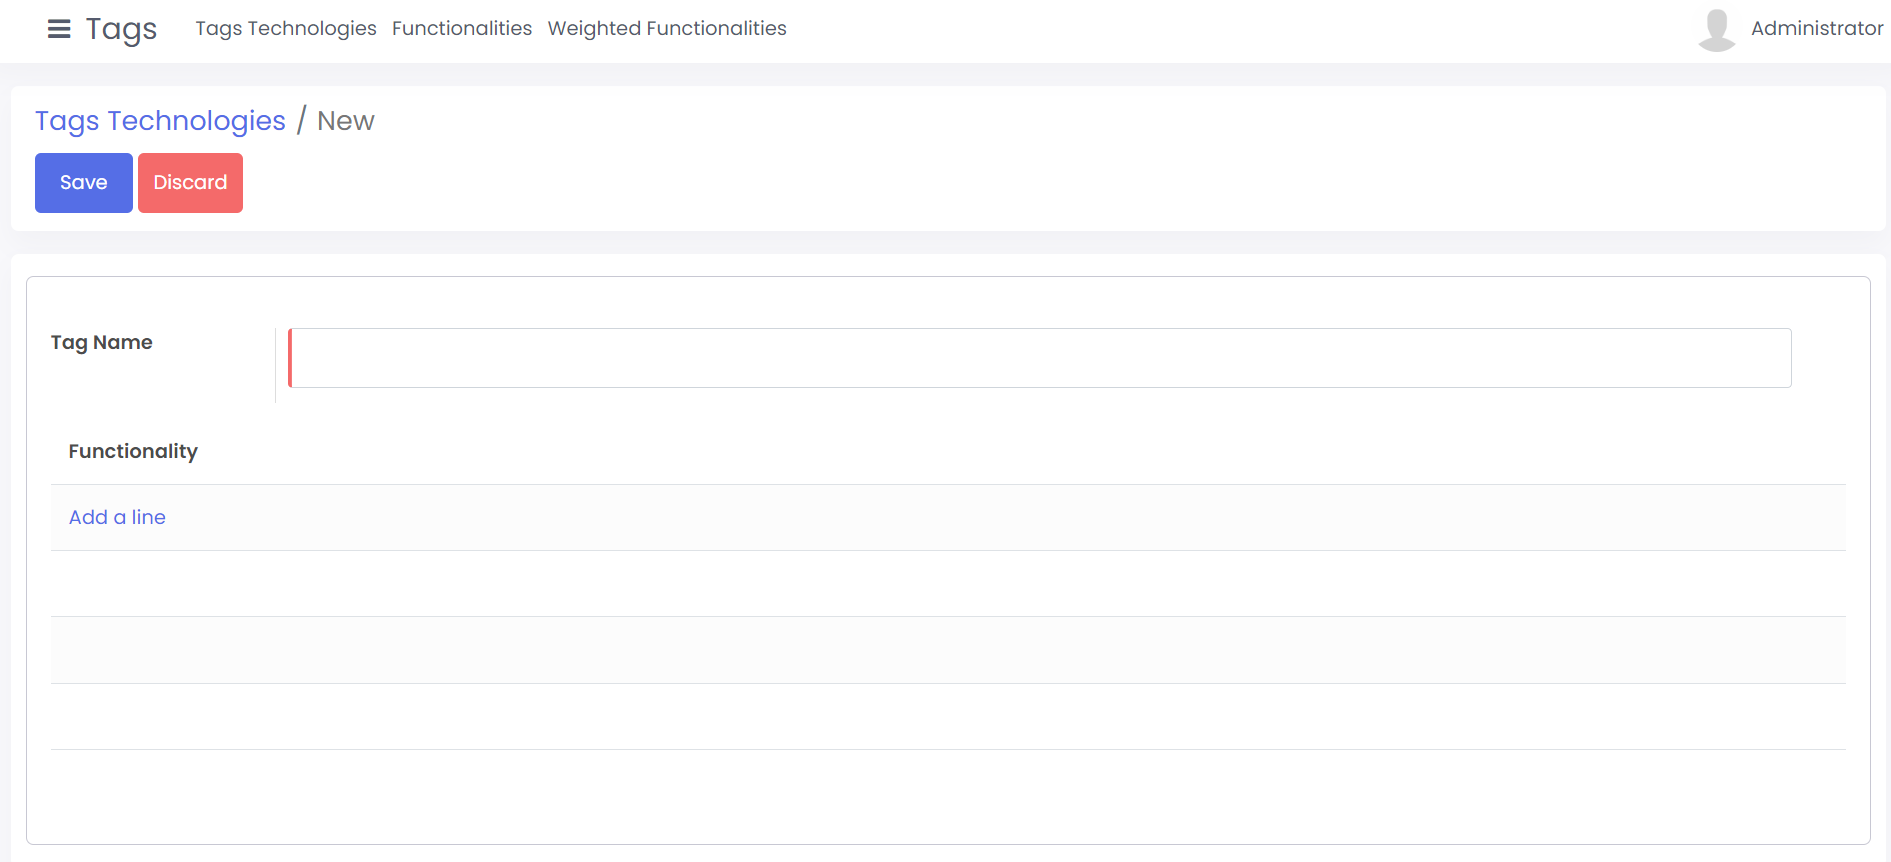 Tags Tags Technologies Functionalities Weighted Functionalities Administrator
Tags Technologies / New
Save Discard
Tag Name
Functionality
Add a line